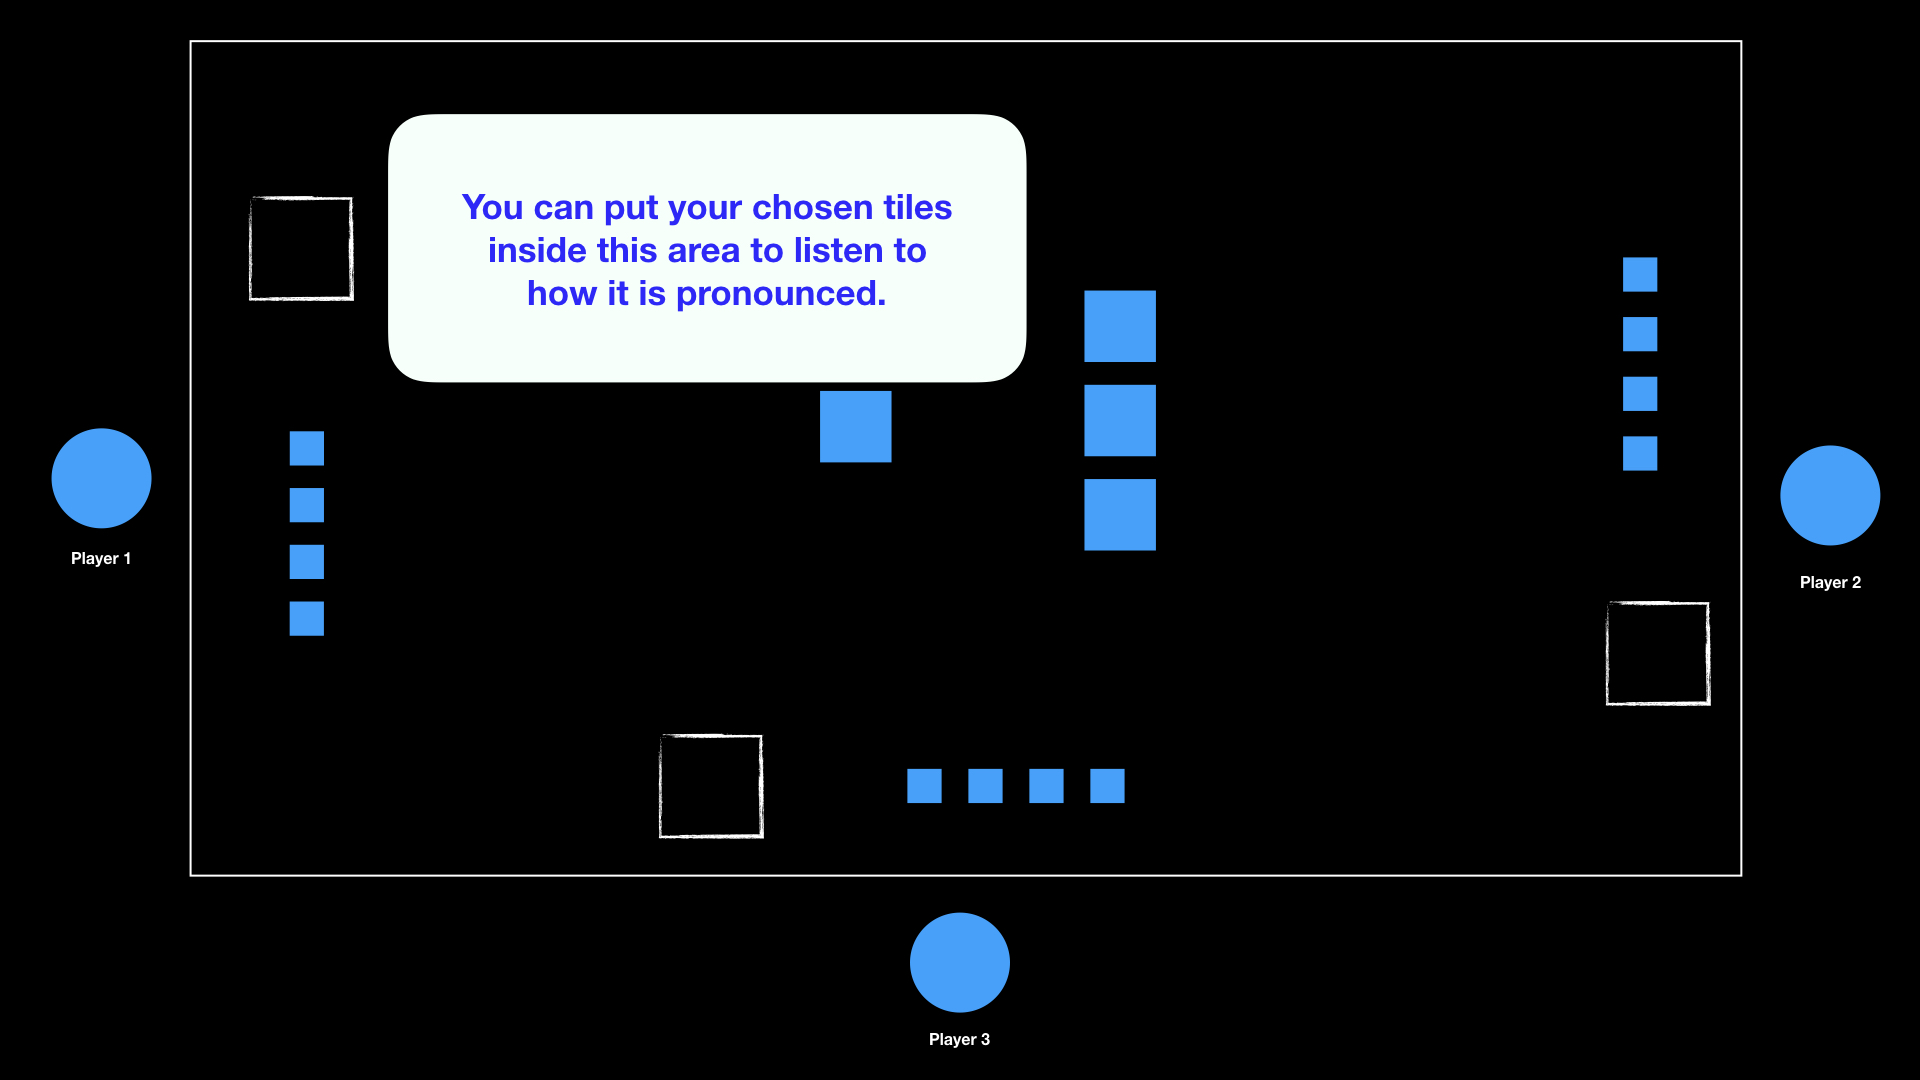 You can put your chosen tiles
inside this area to listen to
how it is pronounced.
Player 1
Player 2
Player 3